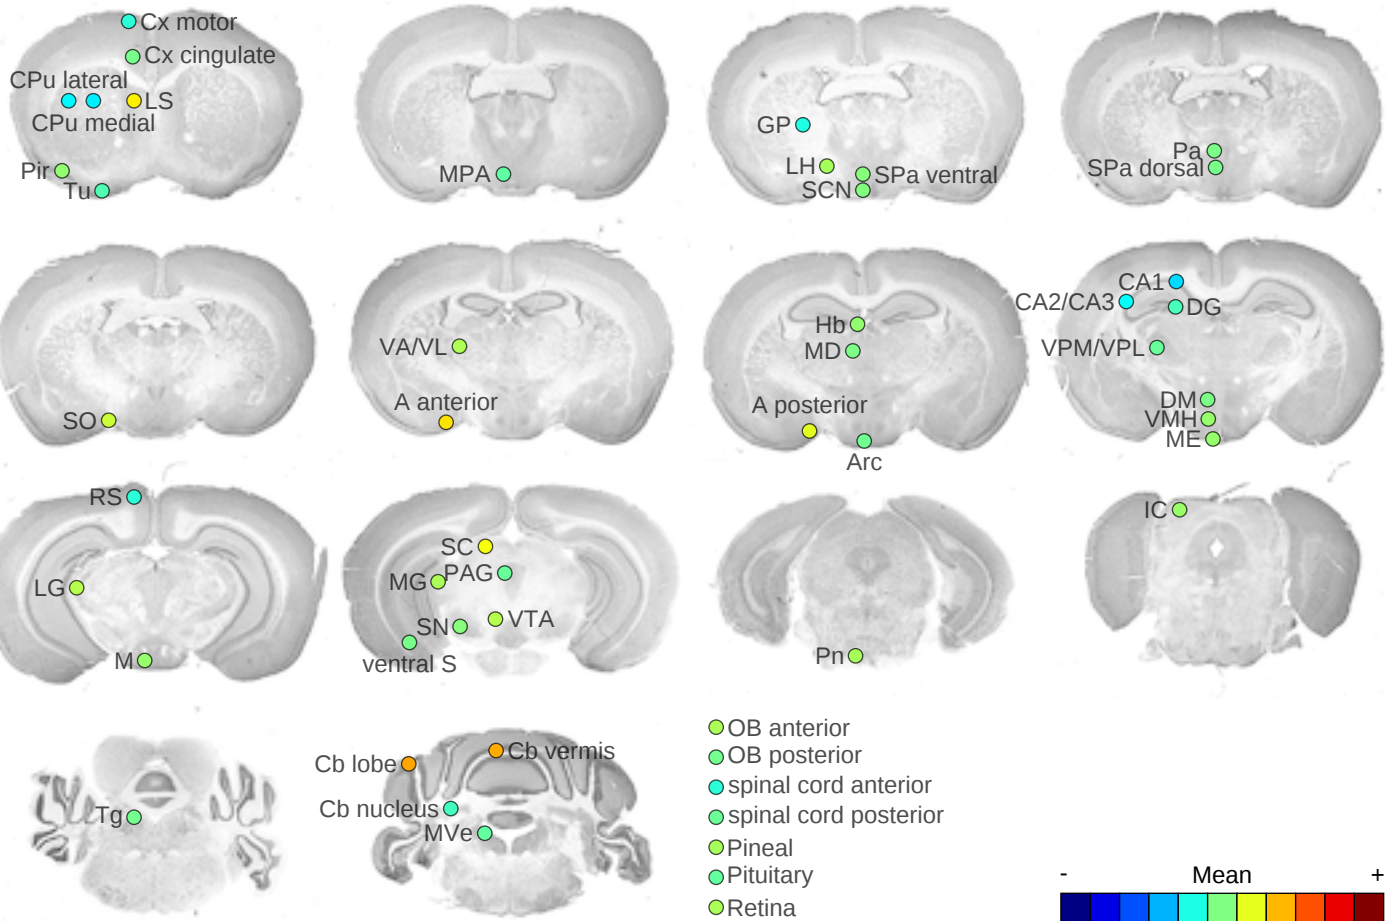 Cx motor
Cx cingulate
CPu lateral
LS
CPu medial
Pir
Tu
MPA
GP
LH
SPa ventral
SCN
Pa
SPa dorsal
SO
VA/VL
A anterior
Hb
MD
A posterior
Arc
CA1
CA2/CA3
DG
VPM/VPL
DM
VMH
ME
RS
LG
M
SC
PAG
MG
VTA
SN
ventral S
Pn
IC
Tg
Cb vermis
Cb lobe
Cb nucleus
MVe
OB anterior
OB posterior
spinal cord anterior
spinal cord posterior
Pineal
Pituitary
Retina
- Mean +